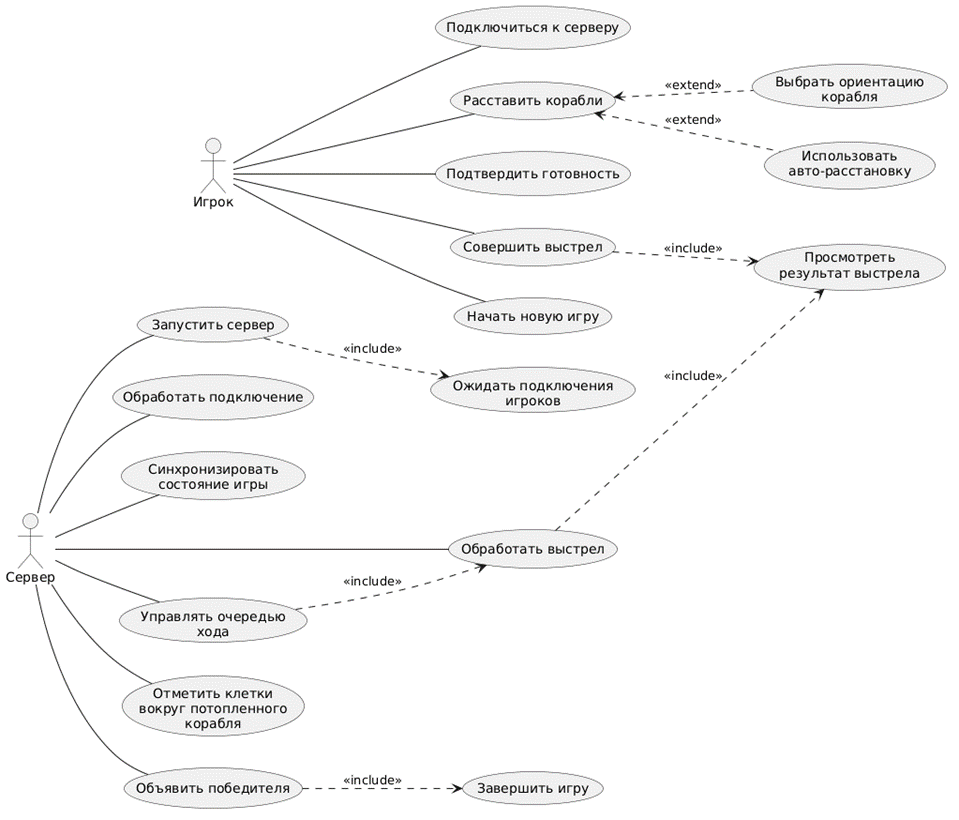 Подключиться к серверу
Расставить корабли
«extend»
Выбрать ориентацию
корабля
«extend»
Использовать
авто-расстановку
Игрок
Подтвердить готовность
Совершить выстрел
«include»
Просмотреть
результат выстрела
Начать новую игру
Запустить сервер
«include»
Ожидать подключения
игроков
«include»
Обработать подключение
Синхронизировать
состояние игры
Сервер
Обработать выстрел
«include»
Управлять очередью
хода
Отметить клетки
вокруг потопленного
корабля
Объявить победителя
«include»
Завершить игру